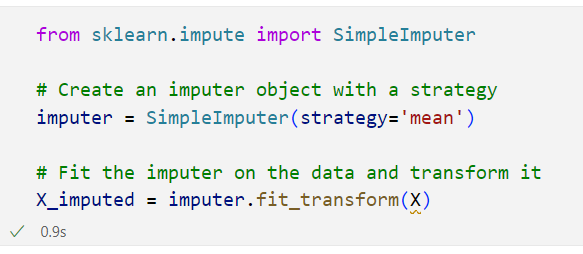 from sklearn.impute import SimpleImputer
# Create an imputer object with a strategy
imputer = SimpleImputer(strategy='mean')
# Fit the imputer on the data and transform it
X_imputed = imputer.fit_transform(X)
✓ 0.9s